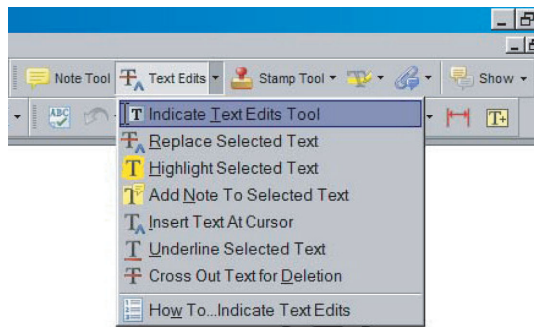 Note Tool Text Edits Stamp Tool Show
ABC T T+
T Indicate Text Edits Tool
T A Replace Selected Text
T Highlight Selected Text
T Add Note To Selected Text
T A Insert Text At Cursor
T Underline Selected Text
T Cross Out Text for Deletion
How To...Indicate Text Edits